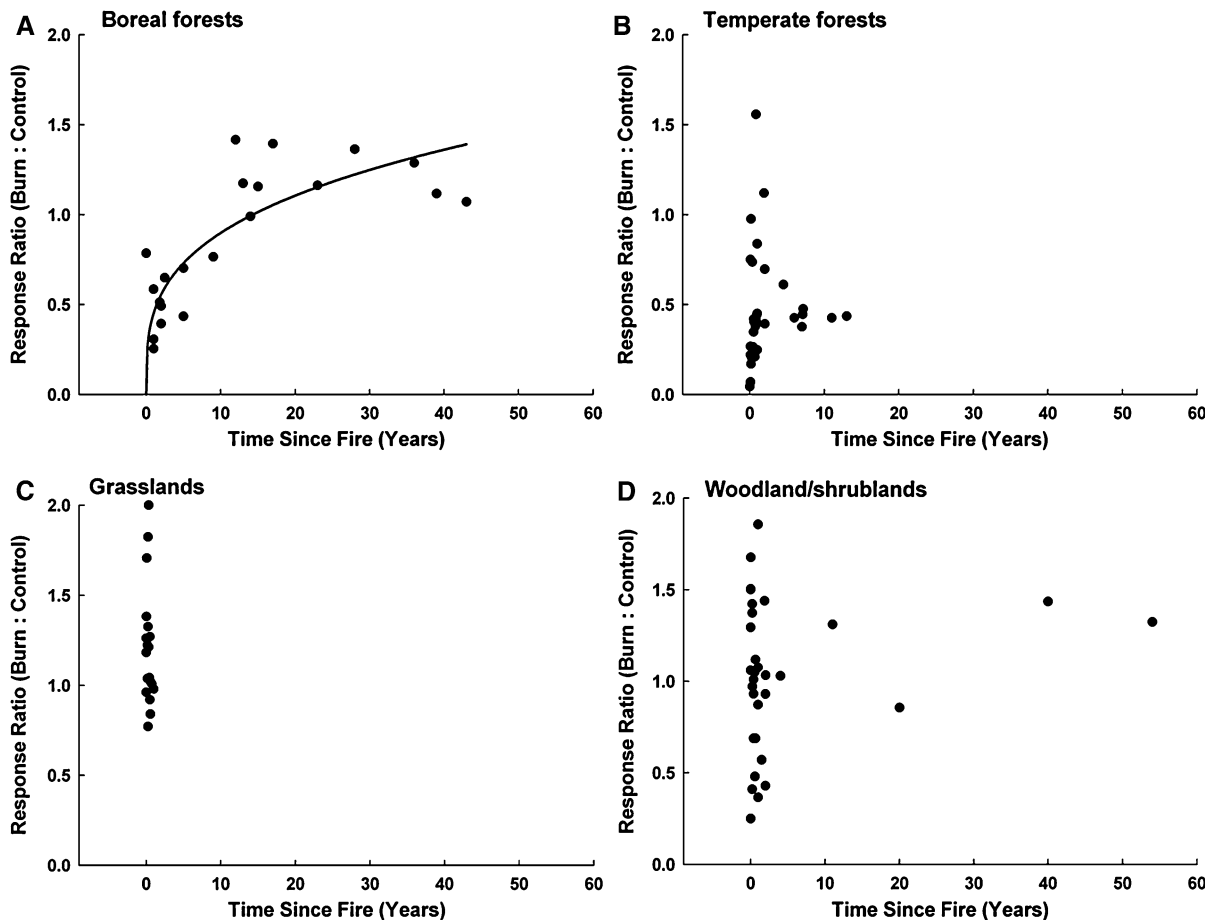 A Boreal forests
2.0
1.5
1.0
0.5
0.0
Response Ratio (Burn : Control)
0 10 20 30 40 50 60
Time Since Fire (Years)
B Temperate forests
2.0
1.5
1.0
0.5
0.0
Response Ratio (Burn : Control)
0 10 20 30 40 50 60
Time Since Fire (Years)
C Grasslands
2.0
1.5
1.0
0.5
0.0
Response Ratio (Burn : Control)
0 10 20 30 40 50 60
Time Since Fire (Years)
D Woodland/shrublands
2.0
1.5
1.0
0.5
0.0
Response Ratio (Burn : Control)
0 10 20 30 40 50 60
Time Since Fire (Years)